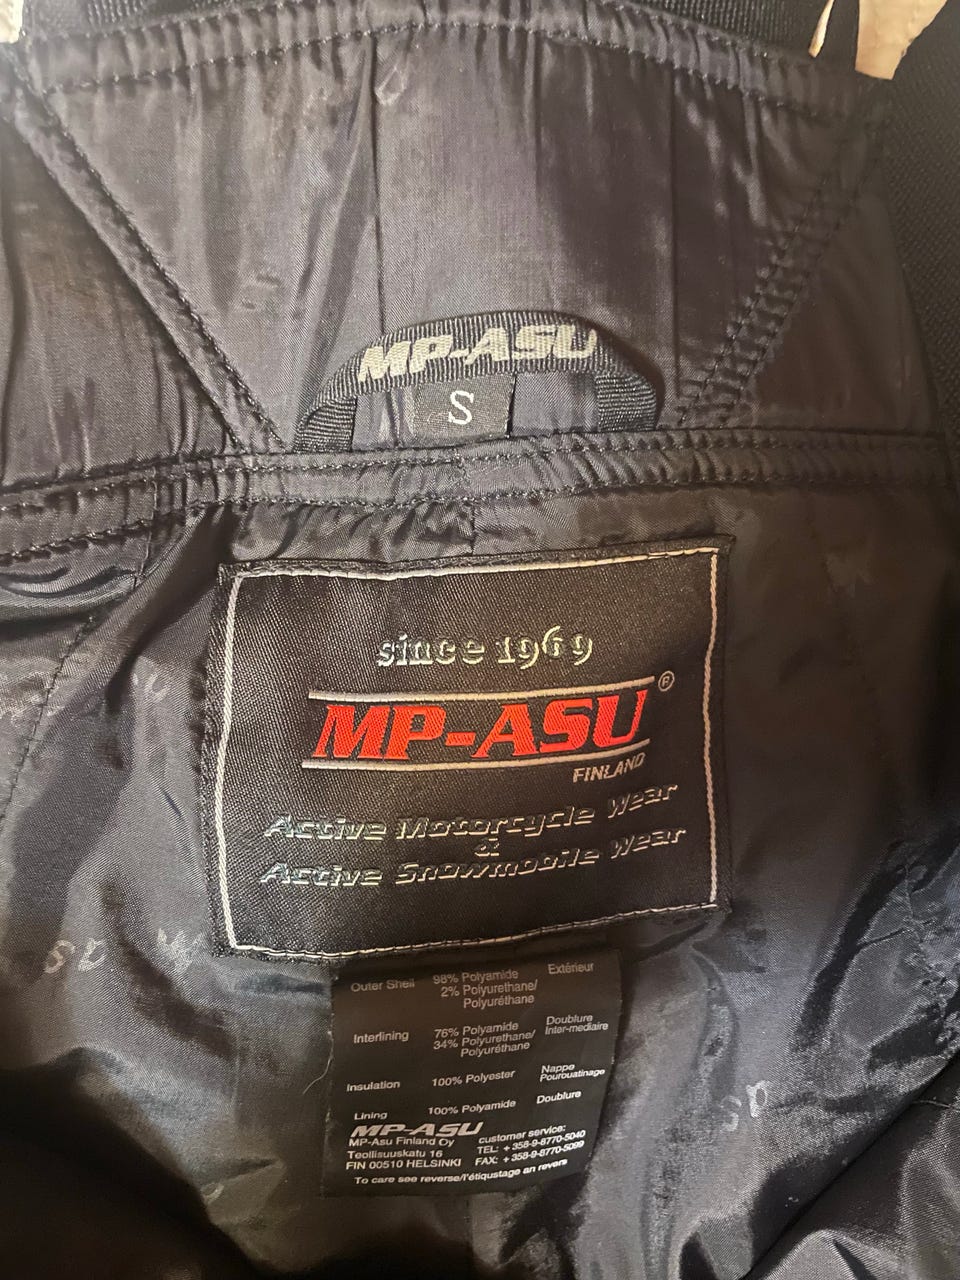 MP-ASU
S
since 1969
MP-ASU®
FINLAND
Active Motorcycle Wear
&
Active Snowmobile Wear
Outer Shell 98% Polyamide Extérieur
2% Polyurethane/
Polyuréthane
Interlining 76% Polyamide Doublure
34% Polyurethane/ Inter-mediaire
Polyuréthane
Insulation 100% Polyester Nappe
Pourouatinage
Lining 100% Polyamide Doublure
MP-ASU
MP-Asu Finland Oy customer service:
Teollisuuskatu 16 TEL: +358-9-8770-5040
FIN 00510 HELSINKI FAX: +358-9-8770-5099
To care see reverse/l'étiqustage an revers